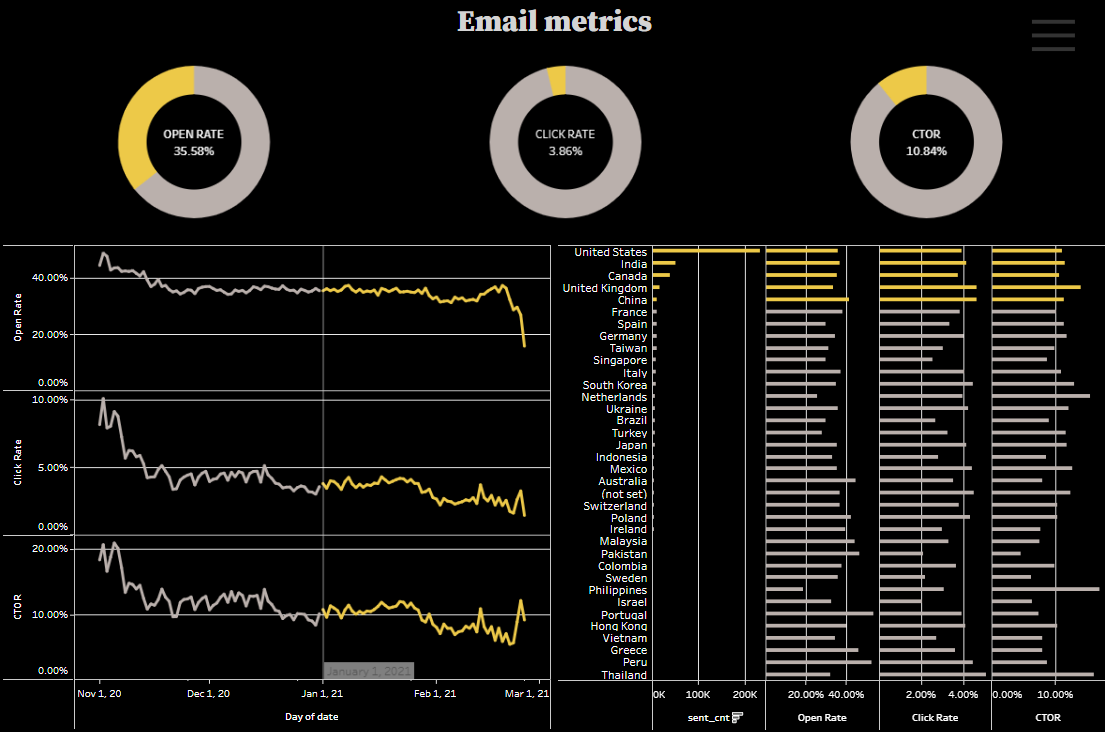 Email metrics
OPEN RATE
35.58%
CLICK RATE
3.86%
CTOR
10.84%
Open Rate
40.00%
20.00%
0.00%
Click Rate
10.00%
5.00%
0.00%
CTOR
20.00%
10.00%
0.00%
January 1, 2021
Nov 1, 20
Dec 1, 20
Jan 1, 21
Feb 1, 21
Mar 1, 21
Day of date
United States
India
Canada
United Kingdom
China
France
Spain
Germany
Taiwan
Singapore
Italy
South Korea
Netherlands
Ukraine
Brazil
Turkey
Japan
Indonesia
Mexico
Australia
(not set)
Switzerland
Poland
Ireland
Malaysia
Pakistan
Colombia
Sweden
Philippines
Israel
Portugal
Hong Kong
Vietnam
Greece
Peru
Thailand
0K 100K 200K
20.00% 40.00%
2.00% 4.00%
0.00% 10.00%
sent_cnt
Open Rate
Click Rate
CTOR